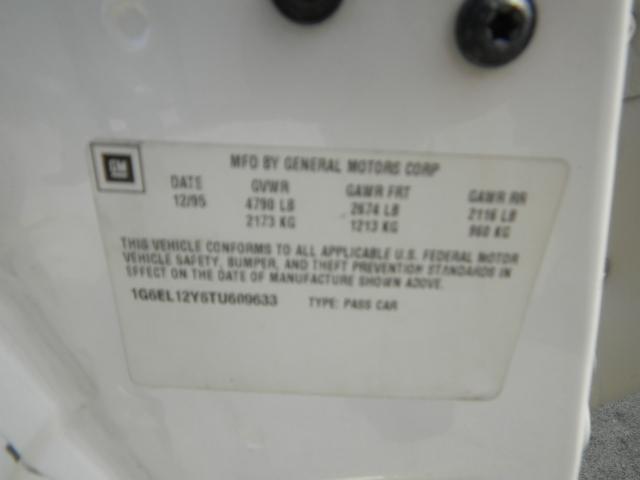 GM
MFD BY GENERAL MOTORS CORP
DATE GVWR GAWR FRT GAWR RR
12/95 4790 LB 2674 LB 2116 LB
2173 KG 1213 KG 960 KG
THIS VEHICLE CONFORMS TO ALL APPLICABLE U.S. FEDERAL MOTOR
VEHICLE SAFETY, BUMPER, AND THEFT PREVENTION STANDARDS IN
EFFECT ON THE DATE OF MANUFACTURE SHOWN ABOVE.
1G6EL12Y6TU609633 TYPE: PASS CAR